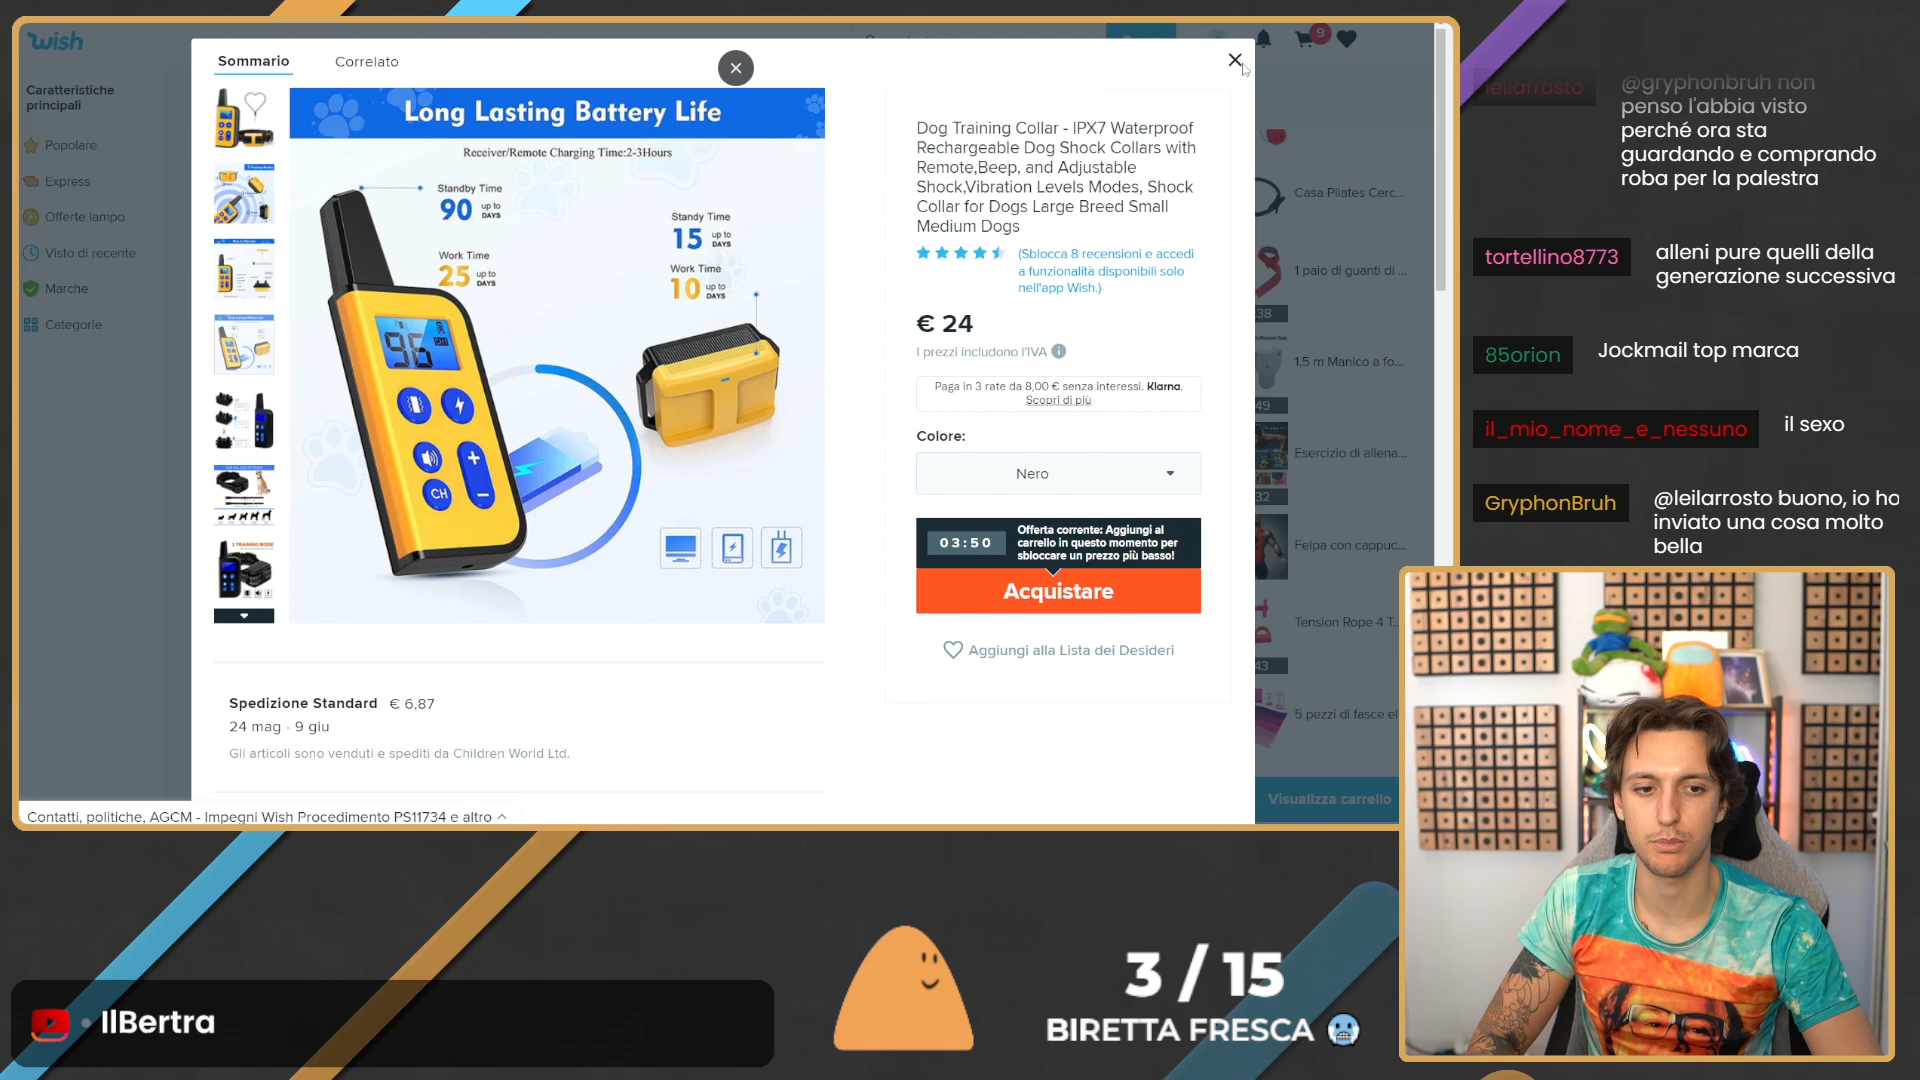 wish
Caratteristiche
principali
Popolare
Express
Offerte lampo
Visto di recente
Marche
Categorie
Sommario
Correlato
Long Lasting Battery Life
Receiver/Remote Charging Time:2-3Hours
Standby Time
90 up to DAYS
Work Time
25 up to DAYS
Standy Time
15 up to DAYS
Work Time
10 up to DAYS
96
CH
CH
Dog Training Collar - IPX7 Waterproof
Rechargeable Dog Shock Collars with
Remote,Beep, and Adjustable
Shock,Vibration Levels Modes, Shock
Collar for Dogs Large Breed Small
Medium Dogs
(Sblocca 8 recensioni e accedi
a funzionalità disponibili solo
nell'app Wish.)
€ 24
I prezzi includono l'IVA
Paga in 3 rate da 8,00 € senza interessi. Klarna.
Scopri di più
Colore:
Nero
03:50
Offerta corrente: Aggiungi al
carrello in questo momento per
sbloccare un prezzo più basso!
Acquistare
Aggiungi alla Lista dei Desideri
Spedizione Standard € 6,87
24 mag - 9 giu
Gli articoli sono venduti e spediti da Children World Ltd.
Contatti, politiche, AGCM - Impegni Wish Procedimento PS11734 e altro
9
Casa Pilates Cerc...
1 paio di guanti di ...
38
1,5 m Manico a fo...
49
Esercizio di allena...
32
Felpa con cappuc...
Tension Rope 4 T...
43
5 pezzi di fasce el
Visualizza carrello
leilarrosto @gryphonbruh non
penso l'abbia visto
perché ora sta
guardando e comprando
roba per la palestra
tortellino8773 alleni pure quelli della
generazione successiva
85orion Jockmail top marca
il_mio_nome_e_nessuno il sexo
GryphonBruh @leilarrosto buono, io ho
inviato una cosa molto
bella
IlBertra
3 / 15
BIRETTA FRESCA